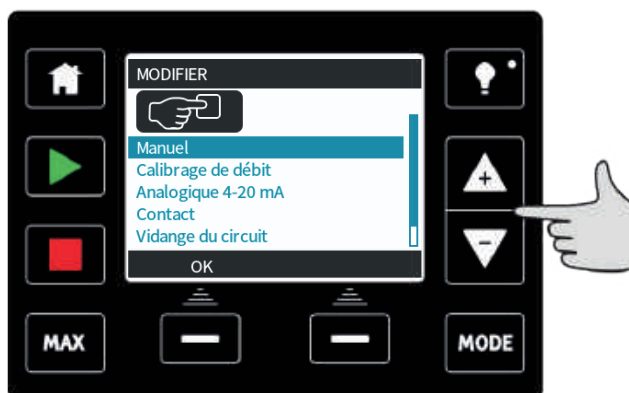 MODIFIER
Manuel
Calibrage de débit
Analogique 4-20 mA
Contact
Vidange du circuit
OK
MAX
MODE